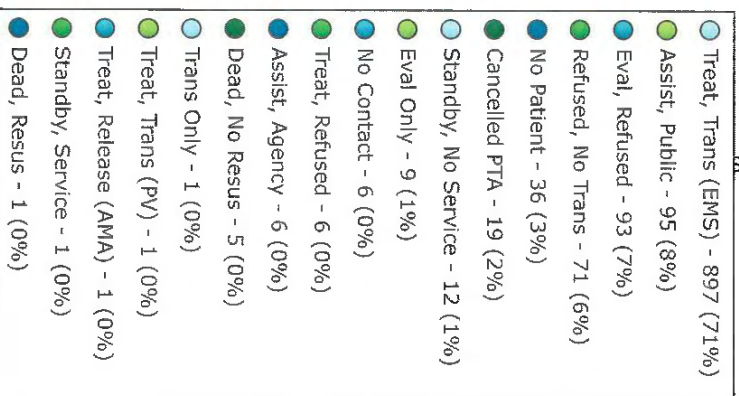 Treat, Trans (EMS) - 897 (71%)
Assist, Public - 95 (8%)
Eval, Refused - 93 (7%)
Refused, No Trans - 71 (6%)
No Patient - 36 (3%)
Cancelled PTA - 19 (2%)
Standby, No Service - 12 (1%)
Eval Only - 9 (1%)
No Contact - 6 (0%)
Treat, Refused - 6 (0%)
Assist, Agency - 6 (0%)
Dead, No Resus - 5 (0%)
Trans Only - 1 (0%)
Treat, Trans (PV) - 1 (0%)
Treat, Release (AMA) - 1 (0%)
Standby, Service - 1 (0%)
Dead, Resus - 1 (0%)